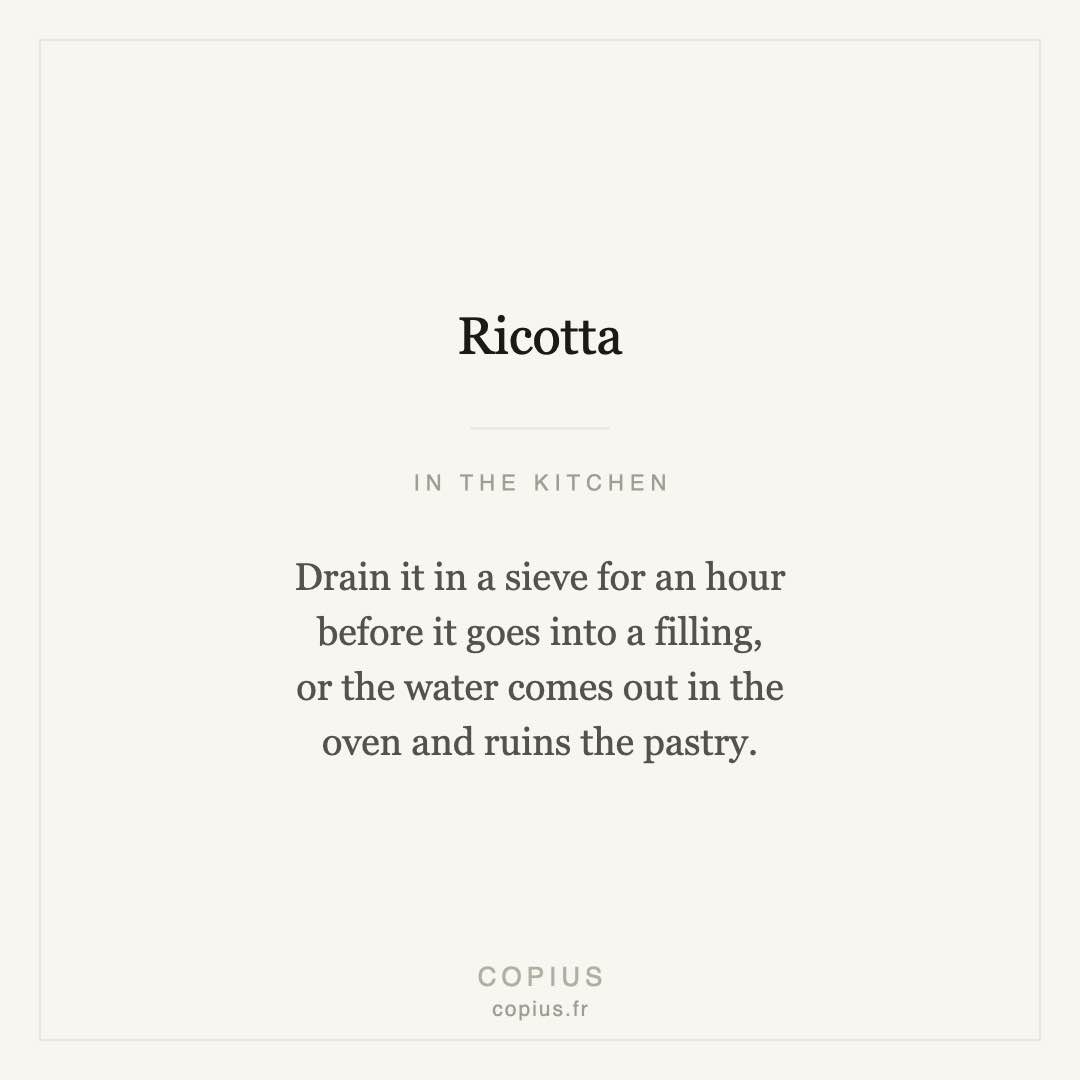 Ricotta
IN THE KITCHEN
Drain it in a sieve for an hour
before it goes into a filling,
or the water comes out in the
oven and ruins the pastry.
COPIUS
copius.fr